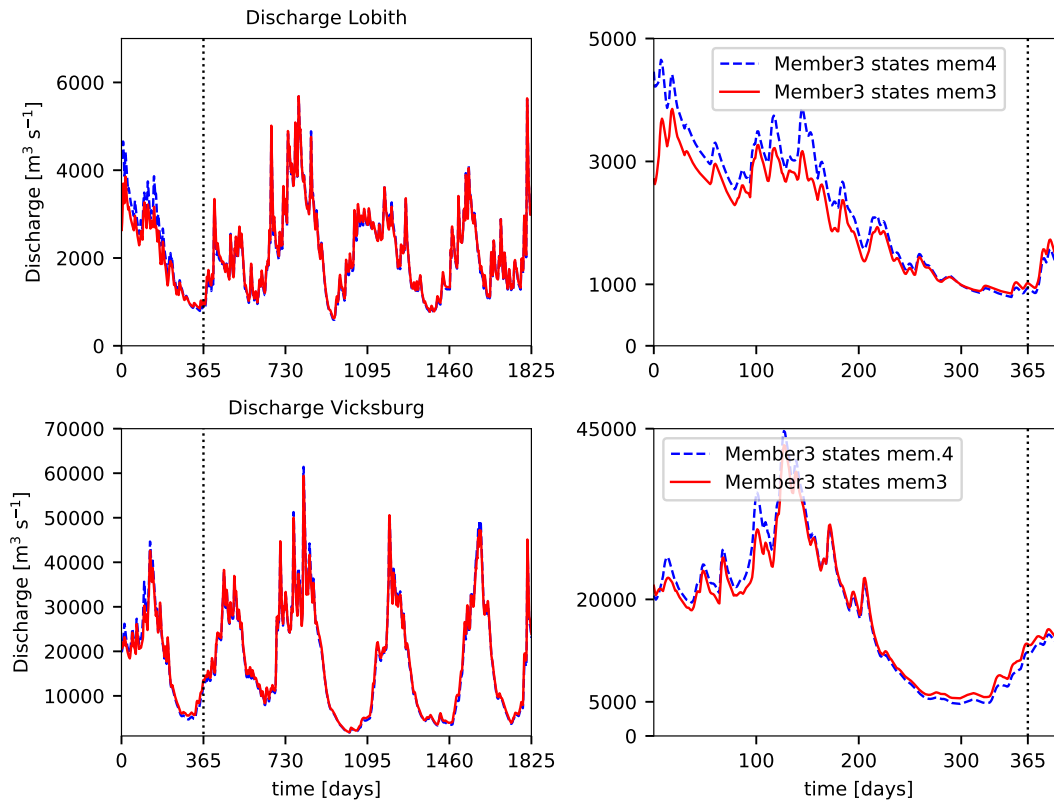 Discharge Lobith
Discharge [m³ s⁻¹]
6000
4000
2000
0
0 365 730 1095 1460 1825
5000
3000
1000
0
0 100 200 300 365
Member3 states mem4
Member3 states mem3
Discharge Vicksburg
Discharge [m³ s⁻¹]
70000
60000
50000
40000
30000
20000
10000
0 365 730 1095 1460 1825
time [days]
45000
20000
5000
0
100 200 300 365
time [days]
Member3 states mem.4
Member3 states mem3